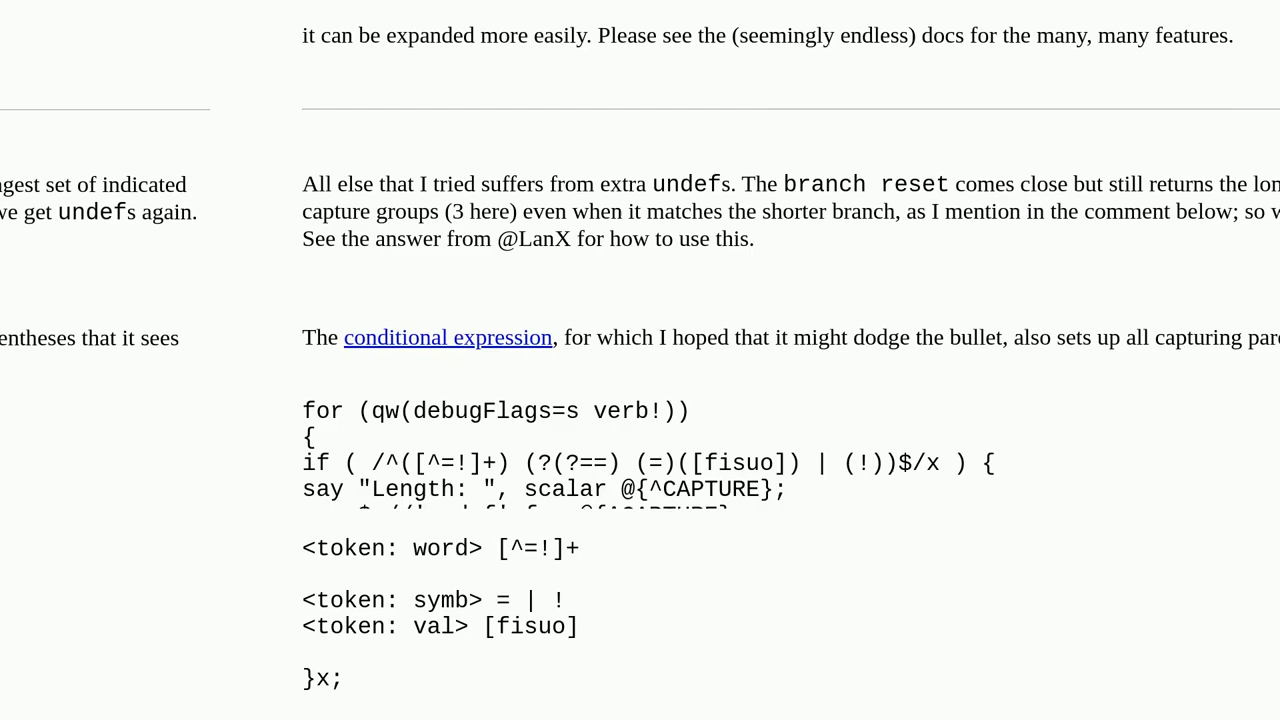 it can be expanded more easily. Please see the (seemingly endless) docs for the many, many features.
gest set of indicated
we get undefs again.
All else that I tried suffers from extra undefs. The branch reset comes close but still returns the lon
capture groups (3 here) even when it matches the shorter branch, as I mention in the comment below; so w
See the answer from @LanX for how to use this.
entheses that it sees
The conditional expression, for which I hoped that it might dodge the bullet, also sets up all capturing pare
for (qw(debugFlags=s verb!))
{
if ( /^([^=!]+) (?(?==) (=)([fisuo]) | (!))$/x ) {
say "Length: ", scalar @{^CAPTURE};
<token: word> [^=!]+
<token: symb> = | !
<token: val> [fisuo]
}x;